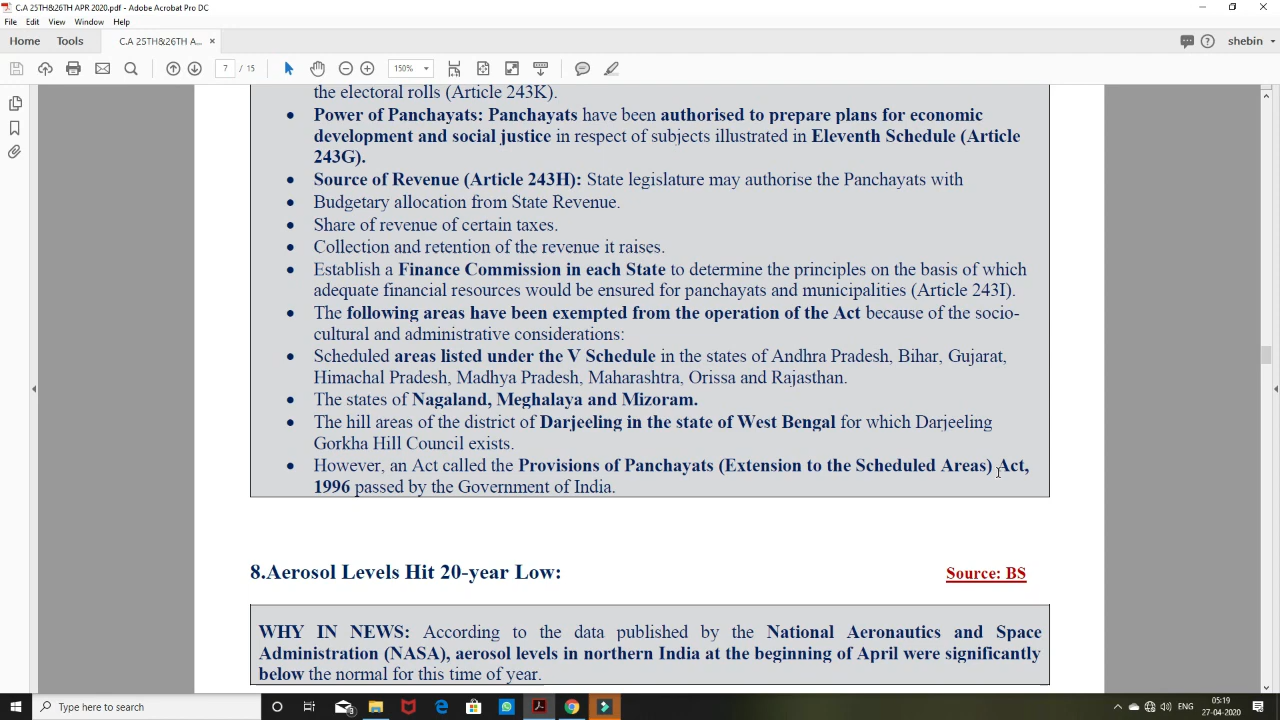 C.A 25TH&26TH APR 2020.pdf - Adobe Acrobat Pro DC
File Edit View Window Help
Home Tools C.A 25TH&26TH A... × shebin
7 / 15 150%
the electoral rolls (Article 243K).
• Power of Panchayats: Panchayats have been authorised to prepare plans for economic
development and social justice in respect of subjects illustrated in Eleventh Schedule (Article
243G).
• Source of Revenue (Article 243H): State legislature may authorise the Panchayats with
• Budgetary allocation from State Revenue.
• Share of revenue of certain taxes.
• Collection and retention of the revenue it raises.
• Establish a Finance Commission in each State to determine the principles on the basis of which
adequate financial resources would be ensured for panchayats and municipalities (Article 243I).
• The following areas have been exempted from the operation of the Act because of the socio-
cultural and administrative considerations:
• Scheduled areas listed under the V Schedule in the states of Andhra Pradesh, Bihar, Gujarat,
Himachal Pradesh, Madhya Pradesh, Maharashtra, Orissa and Rajasthan.
• The states of Nagaland, Meghalaya and Mizoram.
• The hill areas of the district of Darjeeling in the state of West Bengal for which Darjeeling
Gorkha Hill Council exists.
• However, an Act called the Provisions of Panchayats (Extension to the Scheduled Areas) Act,
1996 passed by the Government of India.
8.Aerosol Levels Hit 20-year Low: Source: BS
WHY IN NEWS: According to the data published by the National Aeronautics and Space
Administration (NASA), aerosol levels in northern India at the beginning of April were significantly
below the normal for this time of year.
Type here to search ENG 05:19
27-04-2020